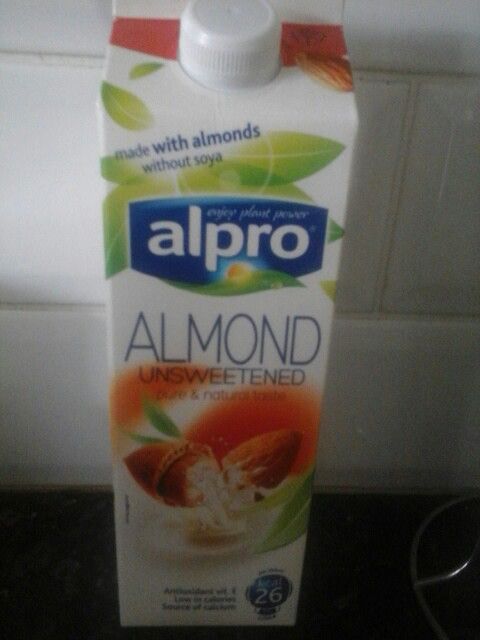 made with almonds
without soya
enjoy plant power
alpro
ALMOND
UNSWEETENED
pure & natural taste
Antioxidant vit. E
Low in calories
Source of calcium
kcal
26